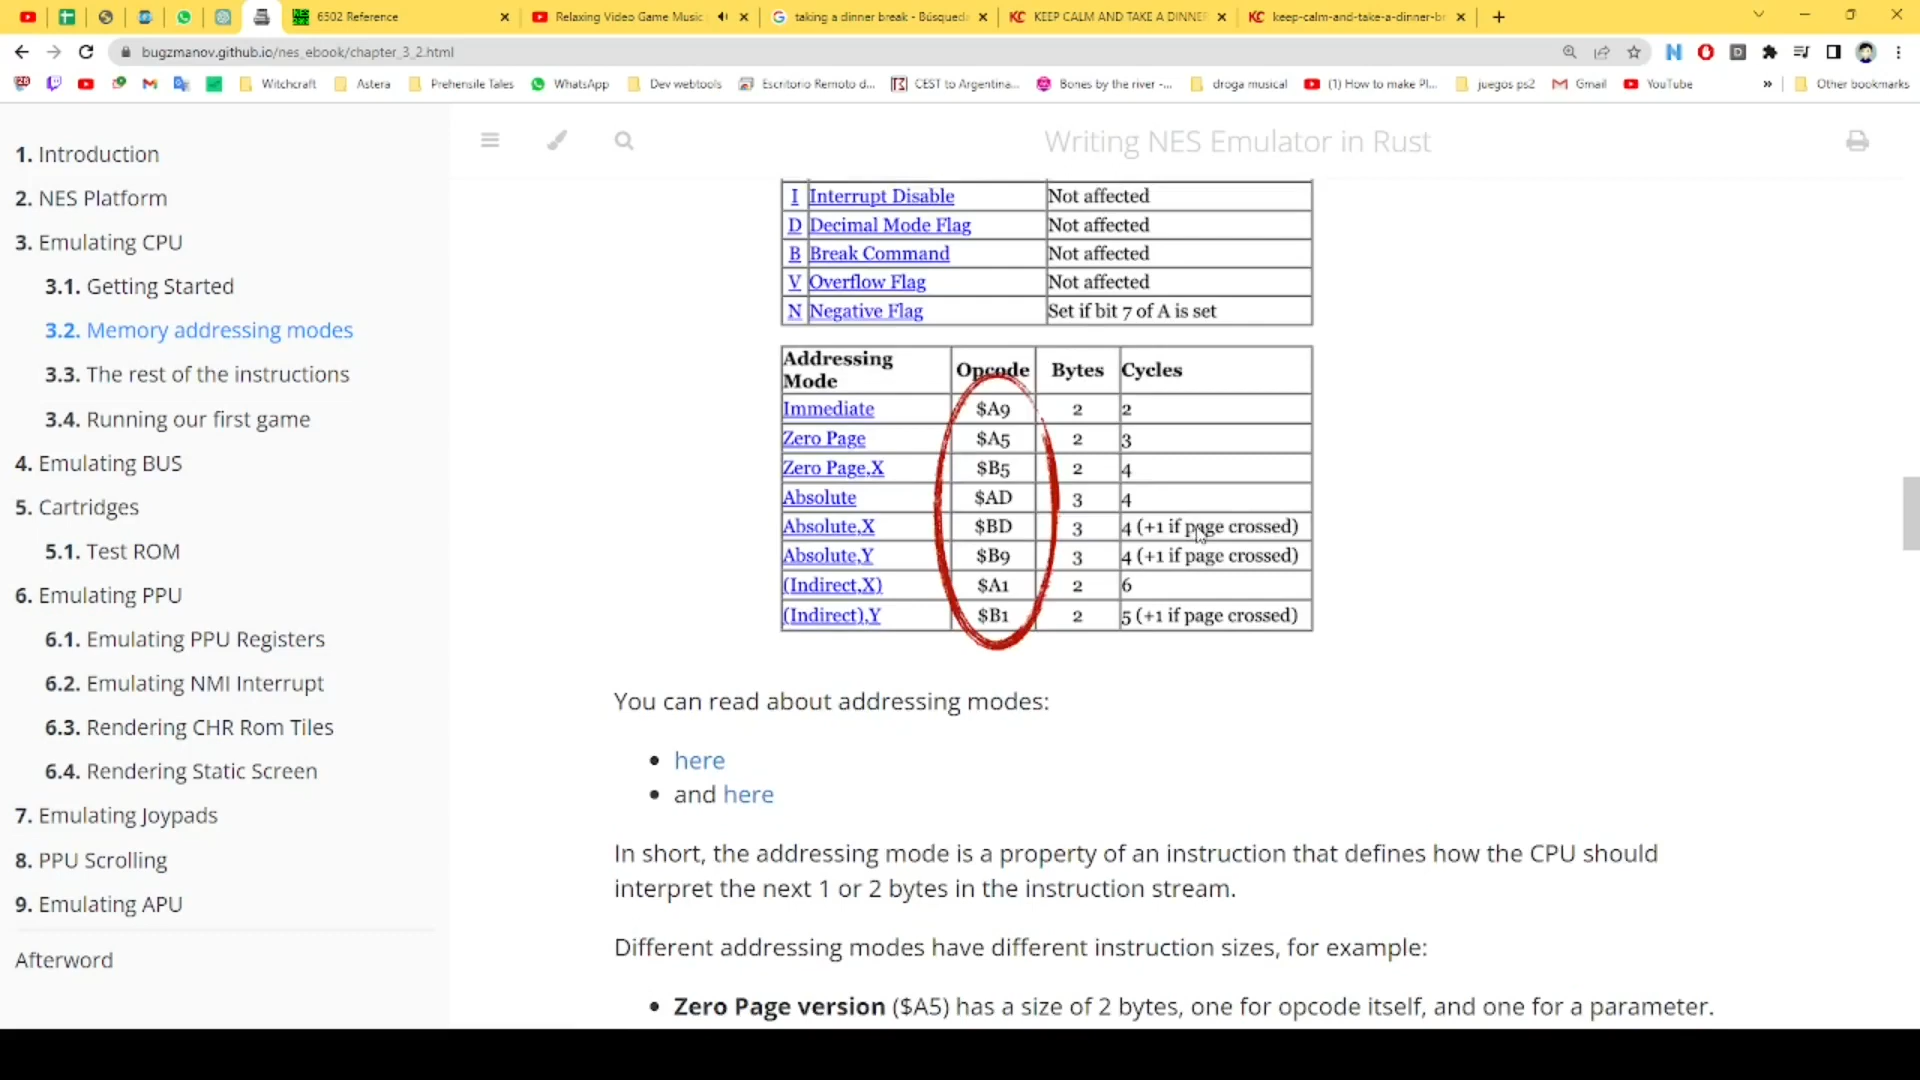 6502 Reference
Relaxing Video Game Music
taking a dinner break - Búsqueda
KEEP CALM AND TAKE A DINNER
keep-calm-and-take-a-dinner-br
bugzmanov.github.io/nes_ebook/chapter_3_2.html
Witchcraft
Astera
Prehensile Tales
WhatsApp
Dev webtools
Escritorio Remoto d...
CEST to Argentina...
Bones by the river -...
droga musical
(1) How to make Pl...
juegos ps2
Gmail
YouTube
»
Other bookmarks
1. Introduction
2. NES Platform
3. Emulating CPU
3.1. Getting Started
3.2. Memory addressing modes
3.3. The rest of the instructions
3.4. Running our first game
4. Emulating BUS
5. Cartridges
5.1. Test ROM
6. Emulating PPU
6.1. Emulating PPU Registers
6.2. Emulating NMI Interrupt
6.3. Rendering CHR Rom Tiles
6.4. Rendering Static Screen
7. Emulating Joypads
8. PPU Scrolling
9. Emulating APU
Afterword
Writing NES Emulator in Rust
I Interrupt Disable Not affected
D Decimal Mode Flag Not affected
B Break Command Not affected
V Overflow Flag Not affected
N Negative Flag Set if bit 7 of A is set
Addressing Mode Opcode Bytes Cycles
Immediate $A9 2 2
Zero Page $A5 2 3
Zero Page,X $B5 2 4
Absolute $AD 3 4
Absolute,X $BD 3 4 (+1 if page crossed)
Absolute,Y $B9 3 4 (+1 if page crossed)
(Indirect,X) $A1 2 6
(Indirect),Y $B1 2 5 (+1 if page crossed)
You can read about addressing modes:
• here
• and here
In short, the addressing mode is a property of an instruction that defines how the CPU should
interpret the next 1 or 2 bytes in the instruction stream.
Different addressing modes have different instruction sizes, for example:
• Zero Page version ($A5) has a size of 2 bytes, one for opcode itself, and one for a parameter.